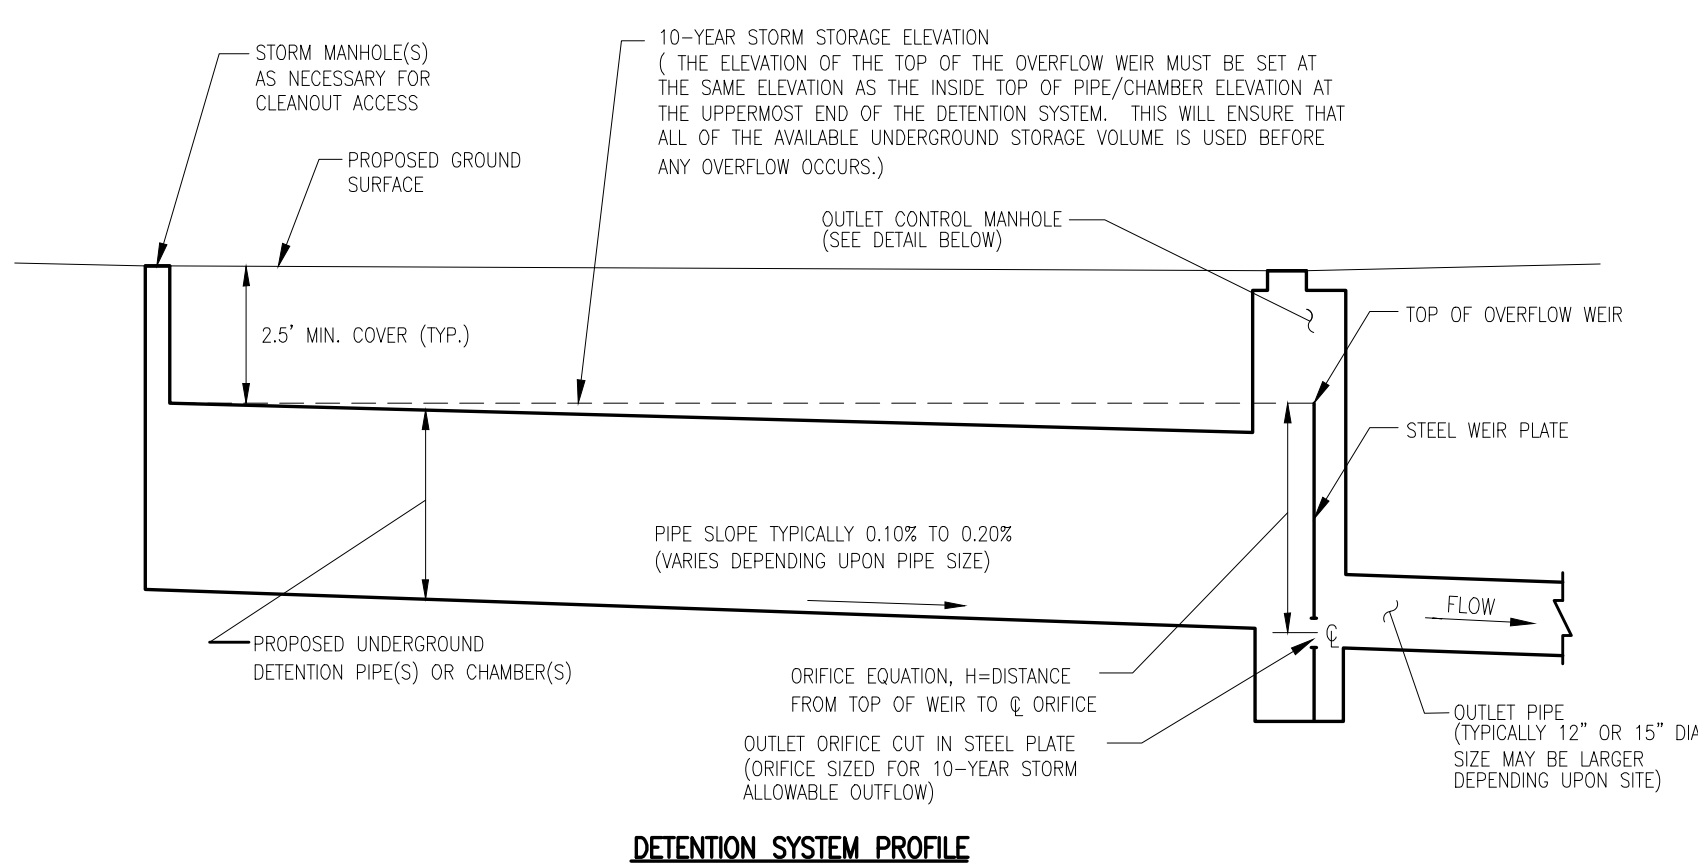 STORM MANHOLE(S)
AS NECESSARY FOR
CLEANOUT ACCESS
10-YEAR STORM STORAGE ELEVATION
( THE ELEVATION OF THE TOP OF THE OVERFLOW WEIR MUST BE SET AT
THE SAME ELEVATION AS THE INSIDE TOP OF PIPE/CHAMBER ELEVATION AT
THE UPPERMOST END OF THE DETENTION SYSTEM. THIS WILL ENSURE THAT
ALL OF THE AVAILABLE UNDERGROUND STORAGE VOLUME IS USED BEFORE
ANY OVERFLOW OCCURS.)
PROPOSED GROUND
SURFACE
OUTLET CONTROL MANHOLE
(SEE DETAIL BELOW)
2.5' MIN. COVER (TYP.)
TOP OF OVERFLOW WEIR
STEEL WEIR PLATE
PIPE SLOPE TYPICALLY 0.10% TO 0.20%
(VARIES DEPENDING UPON PIPE SIZE)
FLOW
℄
PROPOSED UNDERGROUND
DETENTION PIPE(S) OR CHAMBER(S)
ORIFICE EQUATION, H=DISTANCE
FROM TOP OF WEIR TO ℄ ORIFICE
OUTLET ORIFICE CUT IN STEEL PLATE
(ORIFICE SIZED FOR 10-YEAR STORM
ALLOWABLE OUTFLOW)
OUTLET PIPE
(TYPICALLY 12" OR 15" DIA
SIZE MAY BE LARGER
DEPENDING UPON SITE)
DETENTION SYSTEM PROFILE